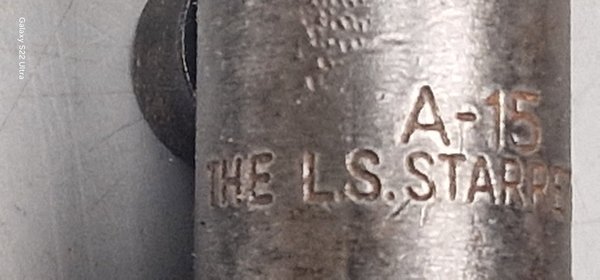 Galaxy S22 Ultra
A-15
THE L.S. STARRE